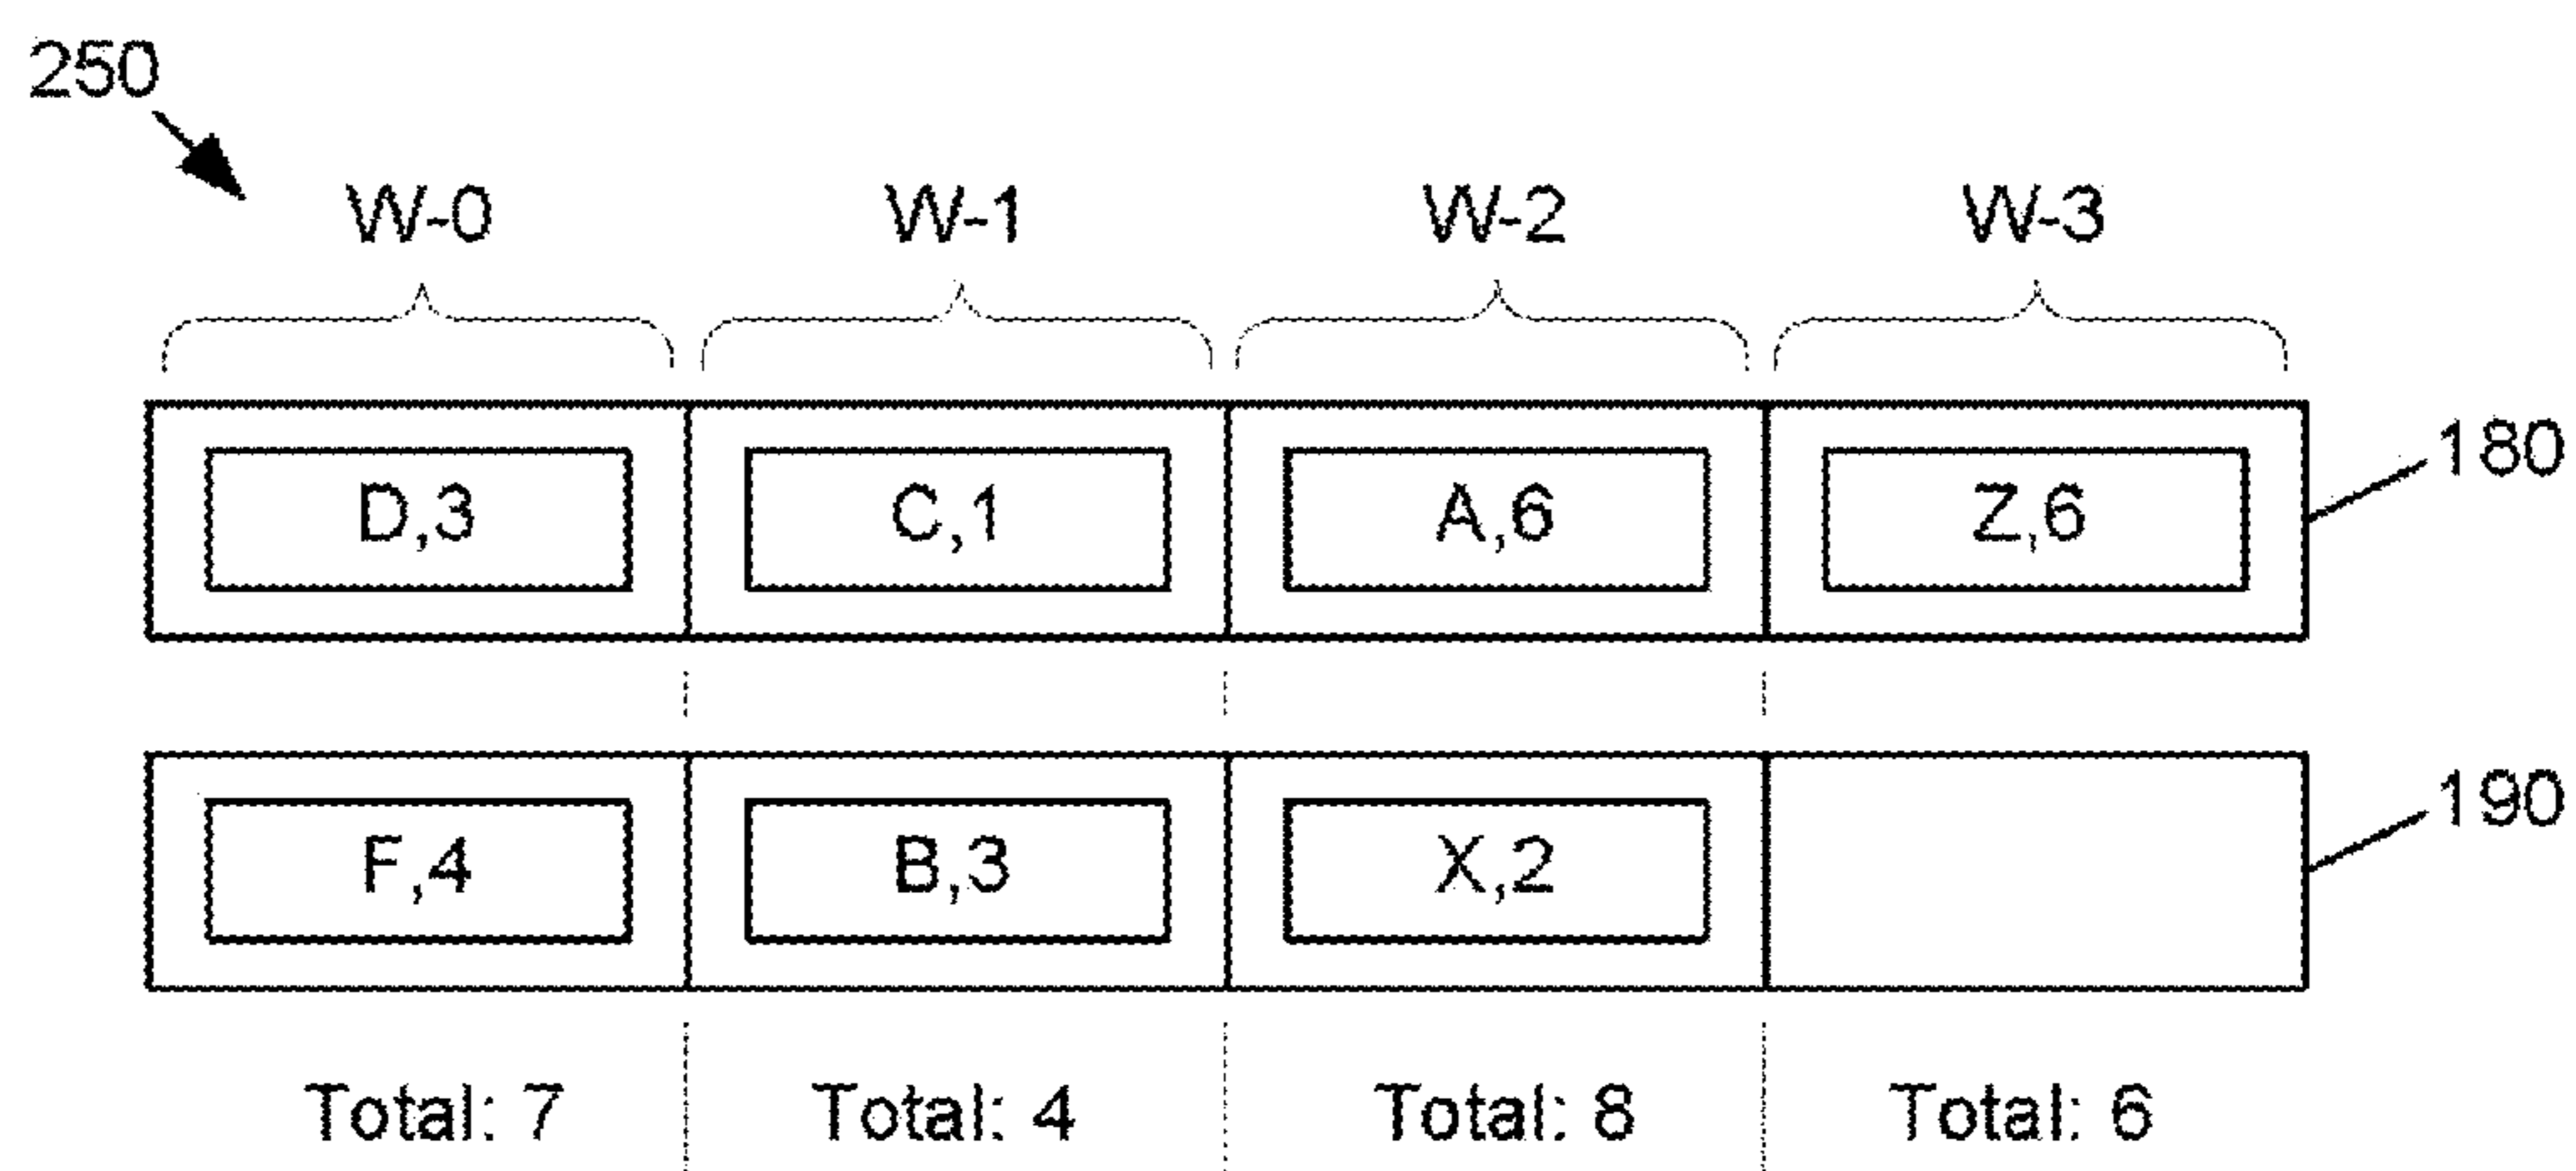 250
W-0 W-1 W-2 W-3
D,3 C,1 A,6 Z,6 180
F,4 B,3 X,2 190
Total: 7 Total: 4 Total: 8 Total: 6